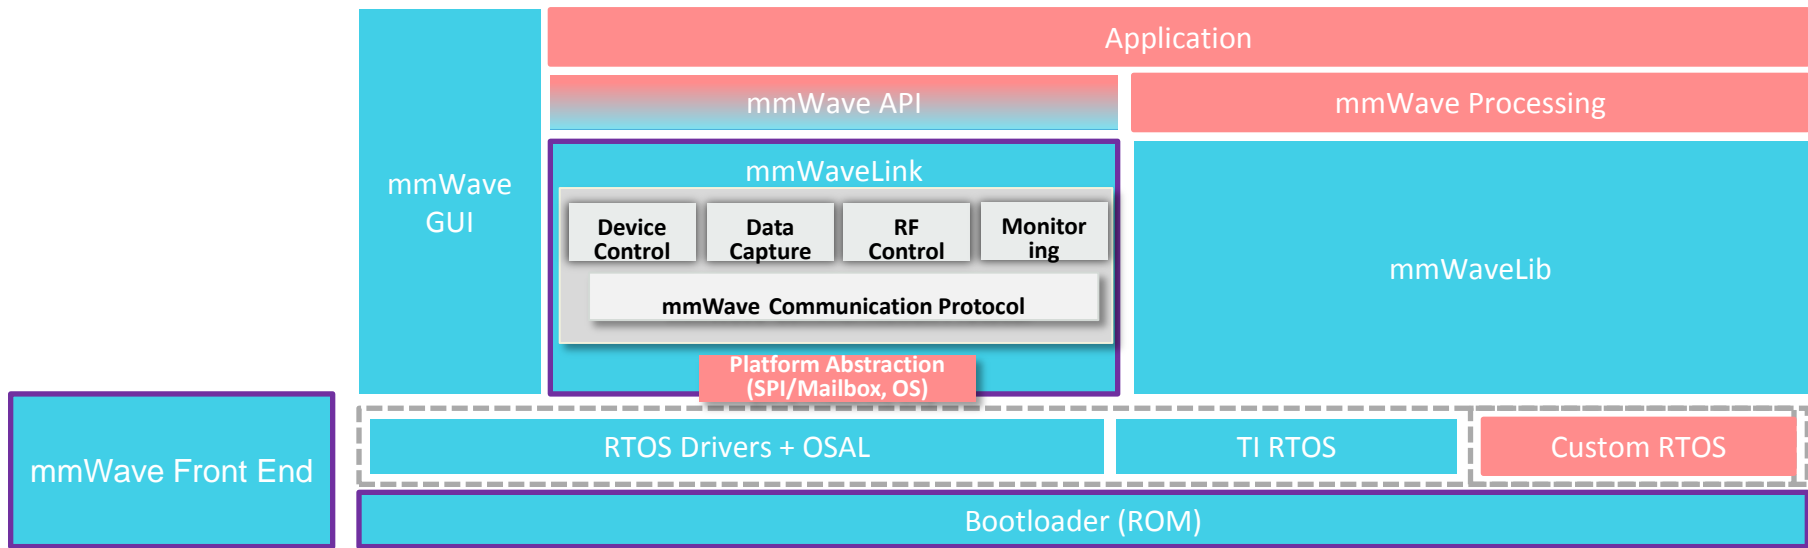 Application
mmWave API
mmWave Processing
mmWave
GUI
mmWaveLink
Device
Control
Data
Capture
RF
Control
Monitor
ing
mmWave Communication Protocol
Platform Abstraction
(SPI/Mailbox, OS)
mmWaveLib
mmWave Front End
RTOS Drivers + OSAL
TI RTOS
Custom RTOS
Bootloader (ROM)